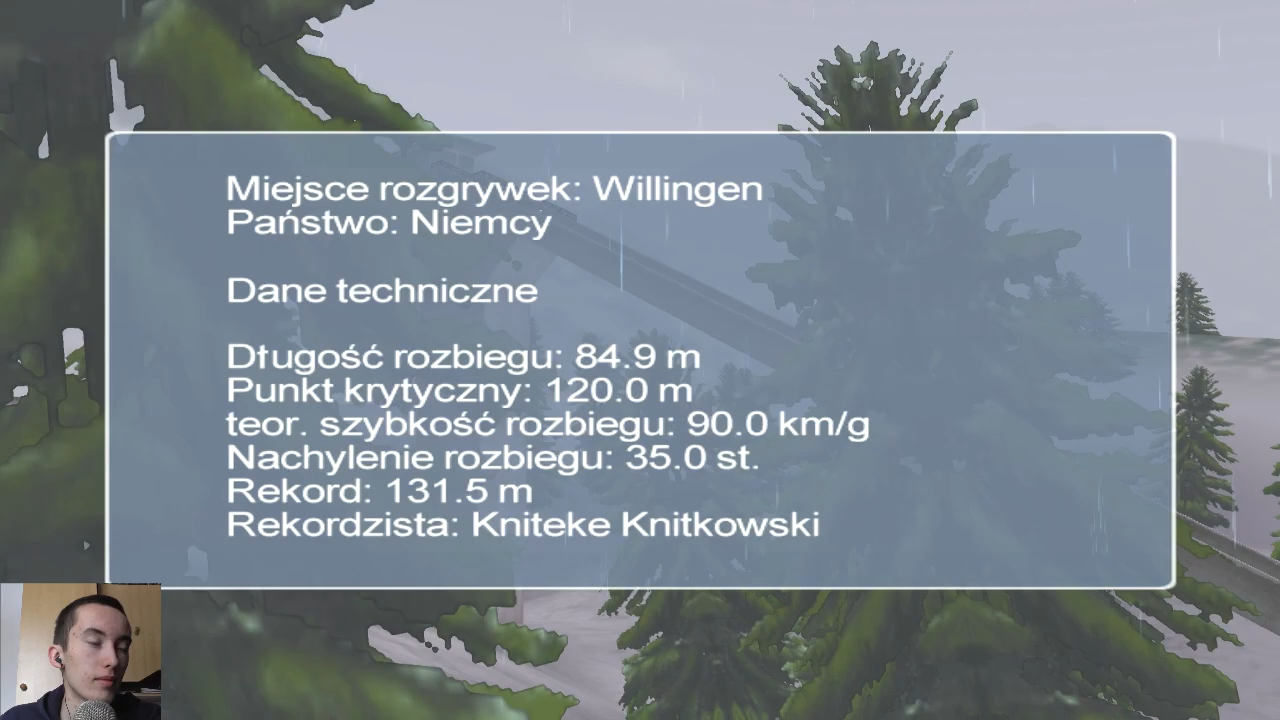 Miejsce rozgrywek: Willingen
Państwo: Niemcy
Dane techniczne
Długość rozbiegu: 84.9 m
Punkt krytyczny: 120.0 m
teor. szybkość rozbiegu: 90.0 km/g
Nachylenie rozbiegu: 35.0 st.
Rekord: 131.5 m
Rekordzista: Kniteke Knitkowski